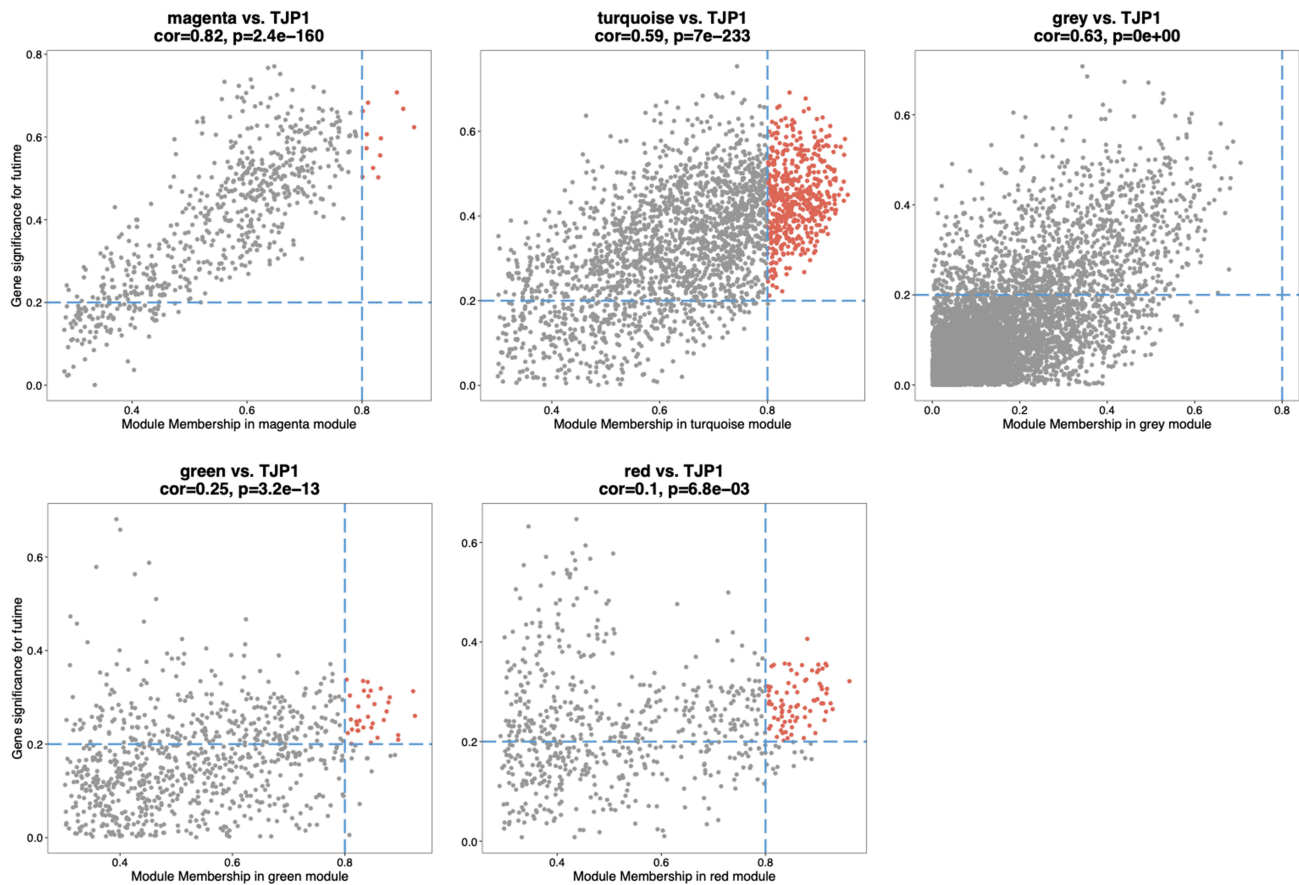 magenta vs. TJP1
cor=0.82, p=2.4e−160
0.8
0.6
0.4
0.2
0.0
Gene significance for futime
0.4
0.6
0.8
Module Membership in magenta module
turquoise vs. TJP1
cor=0.59, p=7e−233
0.6
0.4
0.2
0.0
0.4
0.6
0.8
Module Membership in turquoise module
grey vs. TJP1
cor=0.63, p=0e+00
0.6
0.4
0.2
0.0
0.0
0.2
0.4
0.6
0.8
Module Membership in grey module
green vs. TJP1
cor=0.25, p=3.2e−13
0.6
0.4
0.2
0.0
Gene significance for futime
0.4
0.6
0.8
Module Membership in green module
red vs. TJP1
cor=0.1, p=6.8e−03
0.6
0.4
0.2
0.0
0.4
0.6
0.8
Module Membership in red module